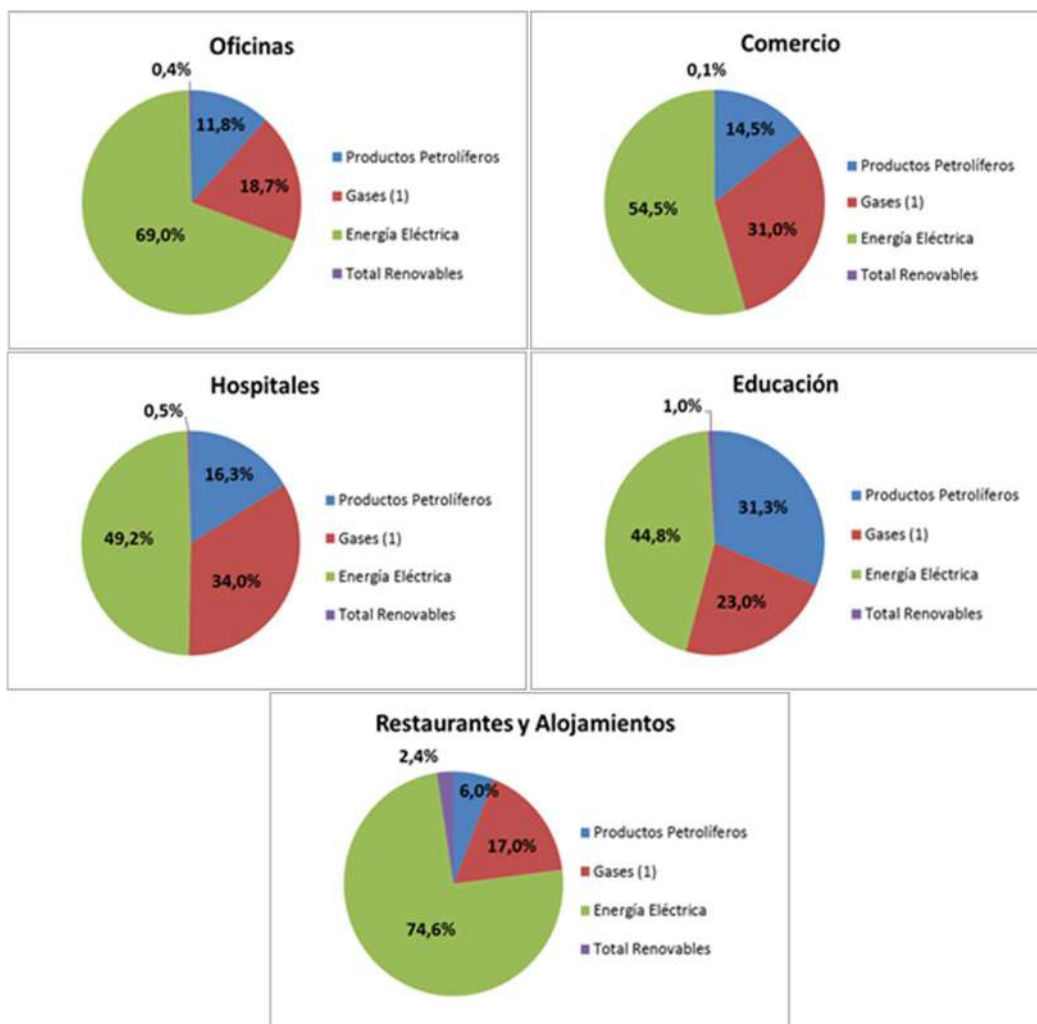 Oficinas
0,4%
11,8%
18,7%
69,0%
Productos Petrolíferos
Gases (1)
Energía Eléctrica
Total Renovables
Comercio
0,1%
14,5%
54,5%
31,0%
Productos Petrolíferos
Gases (1)
Energía Eléctrica
Total Renovables
Hospitales
0,5%
16,3%
49,2%
34,0%
Productos Petrolíferos
Gases (1)
Energía Eléctrica
Total Renovables
Educación
1,0%
31,3%
44,8%
23,0%
Productos Petrolíferos
Gases (1)
Energía Eléctrica
Total Renovables
Restaurantes y Alojamientos
2,4%
6,0%
17,0%
74,6%
Productos Petrolíferos
Gases (1)
Energía Eléctrica
Total Renovables